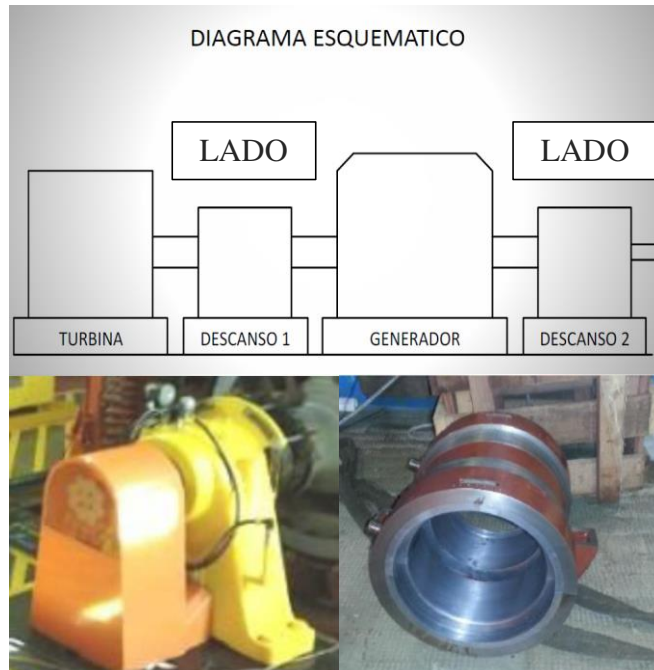 DIAGRAMA ESQUEMATICO
LADO
LADO
TURBINA
DESCANSO 1
GENERADOR
DESCANSO 2